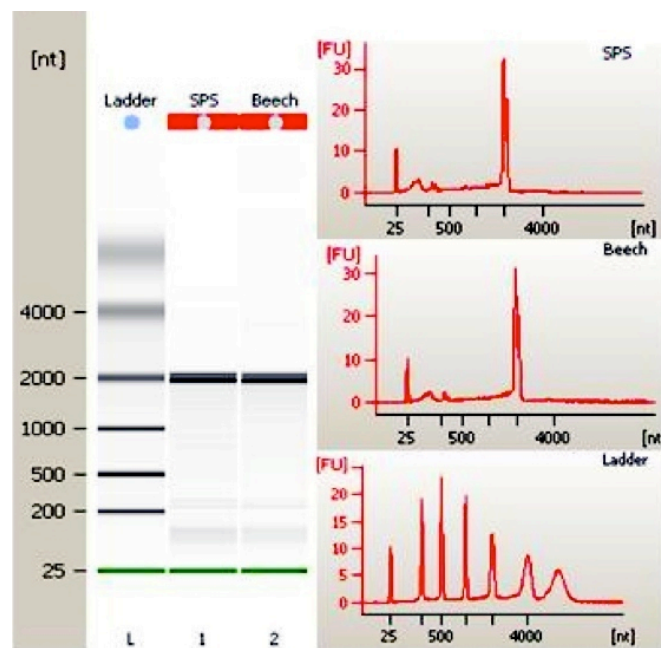 [nt]
Ladder SPS Beech
4000
2000
1000
500
200
25
L 1 2
[FU] SPS
30
20
10
0
25 500 4000 [nt]
[FU] Beech
30
20
10
0
25 500 4000 [nt
[FU] Ladder
20
15
10
5
0
25 500 4000 [nt]